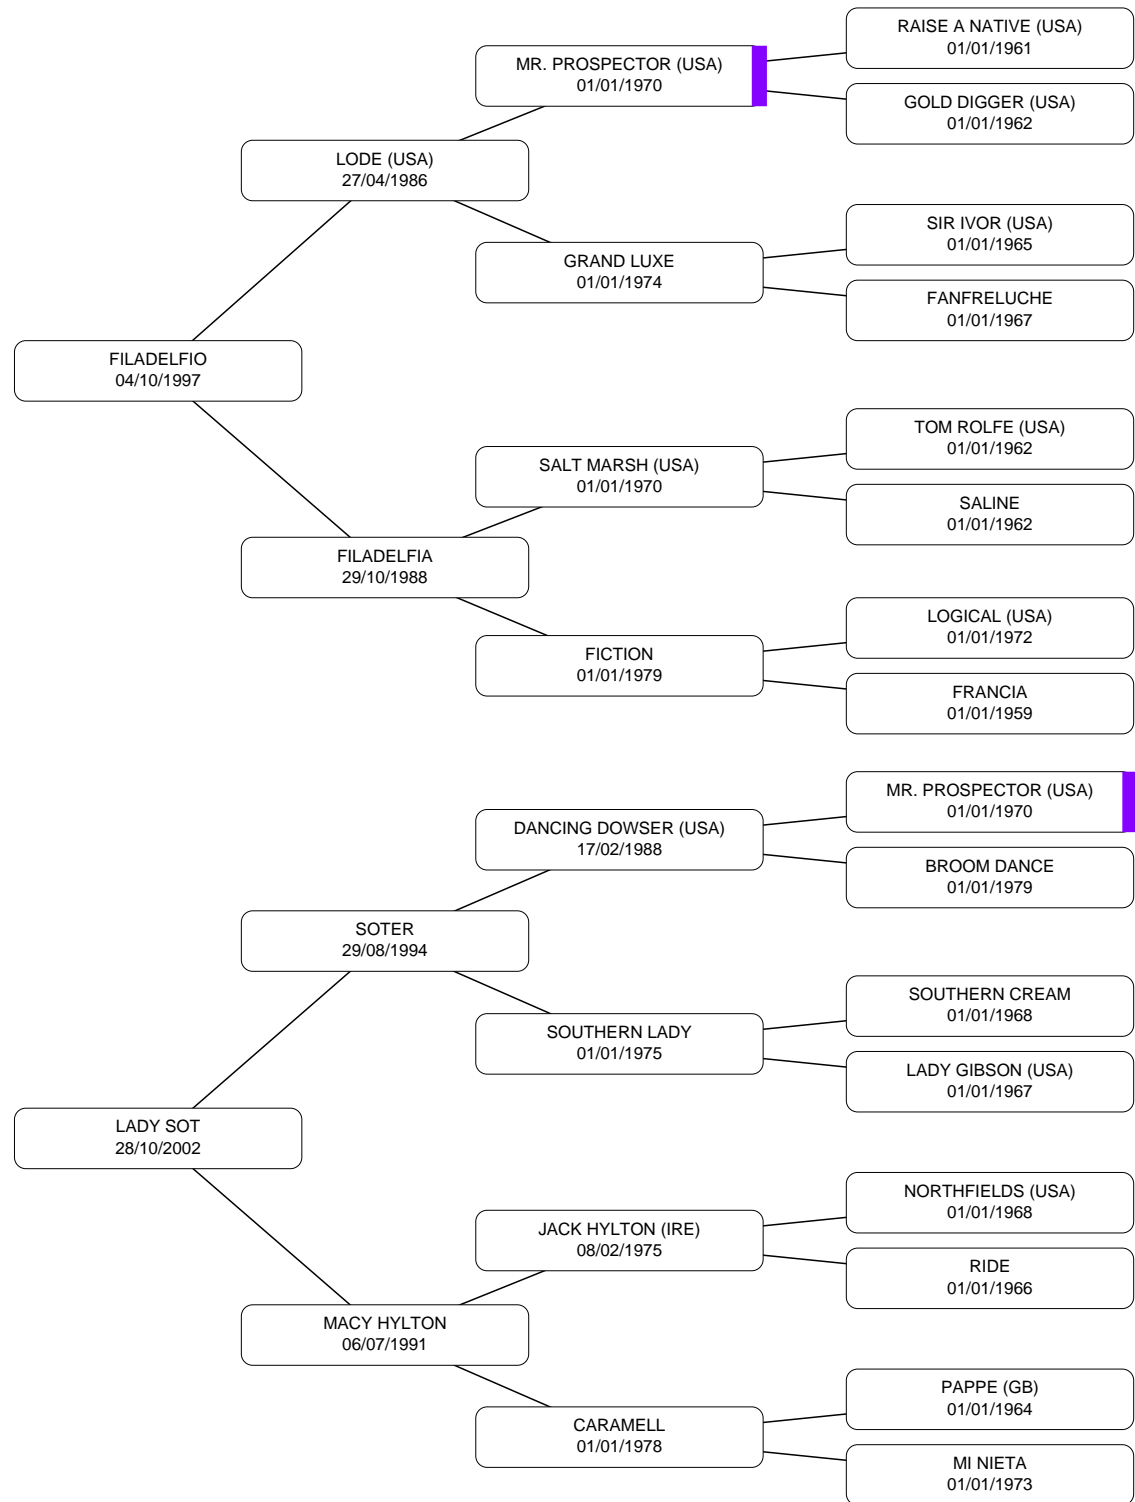 RAISE A NATIVE (USA)
01/01/1961
MR. PROSPECTOR (USA)
01/01/1970
GOLD DIGGER (USA)
01/01/1962
LODE (USA)
27/04/1986
SIR IVOR (USA)
01/01/1965
GRAND LUXE
01/01/1974
FANFRELUCHE
01/01/1967
FILADELFIO
04/10/1997
TOM ROLFE (USA)
01/01/1962
SALT MARSH (USA)
01/01/1970
SALINE
01/01/1962
FILADELFIA
29/10/1988
LOGICAL (USA)
01/01/1972
FICTION
01/01/1979
FRANCIA
01/01/1959
MR. PROSPECTOR (USA)
01/01/1970
DANCING DOWSER (USA)
17/02/1988
BROOM DANCE
01/01/1979
SOTER
29/08/1994
SOUTHERN CREAM
01/01/1968
SOUTHERN LADY
01/01/1975
LADY GIBSON (USA)
01/01/1967
LADY SOT
28/10/2002
NORTHFIELDS (USA)
01/01/1968
JACK HYLTON (IRE)
08/02/1975
RIDE
01/01/1966
MACY HYLTON
06/07/1991
PAPPE (GB)
01/01/1964
CARAMELL
01/01/1978
MI NIETA
01/01/1973